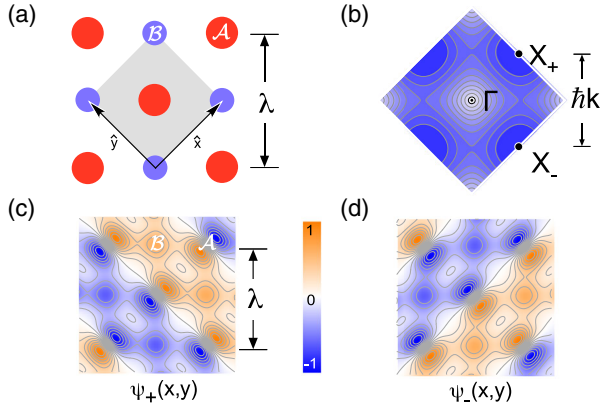 (a)
ℬ
𝒜
λ
ŷ
x̂
(b)
X₊
Γ
ħk
X₋
(c)
ℬ
𝒜
λ
ψ₊(x,y)
1
0
-1
(d)
ψ₋(x,y)